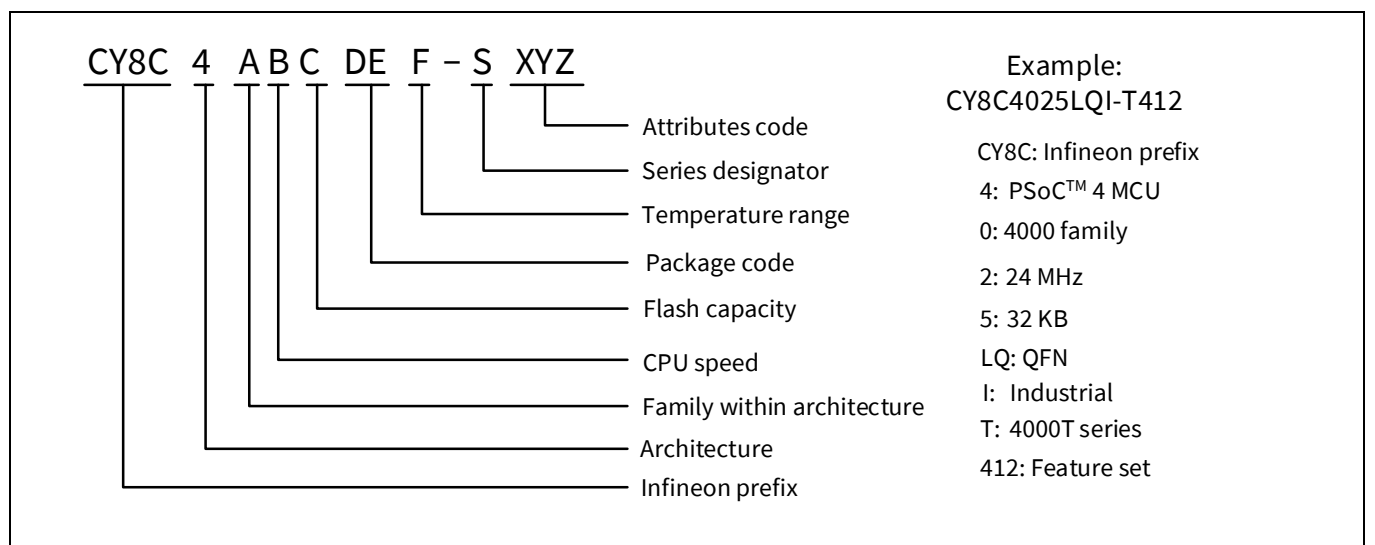 CY8C 4 A B C DE F – S XYZ
Attributes code
Series designator
Temperature range
Package code
Flash capacity
CPU speed
Family within architecture
Architecture
Infineon prefix
Example:
CY8C4025LQI-T412
CY8C: Infineon prefix
4: PSoC™ 4 MCU
0: 4000 family
2: 24 MHz
5: 32 KB
LQ: QFN
I: Industrial
T: 4000T series
412: Feature set